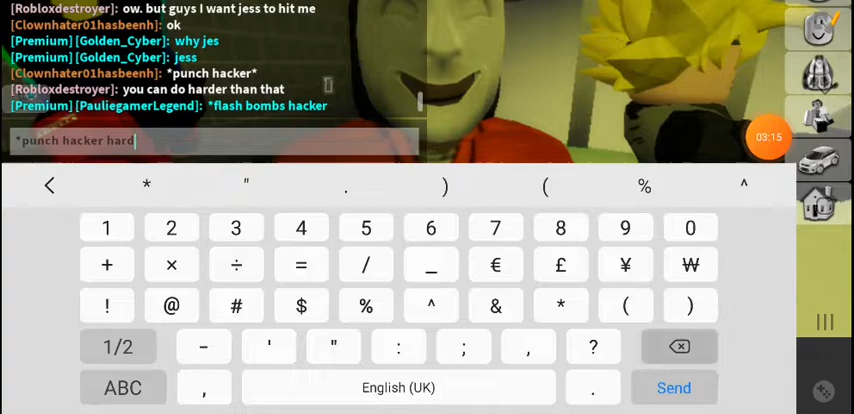 [Robloxdestroyer]: ow. but guys I want jess to hit me
[Clownhater01hasbeenh]: ok
[Premium] [Golden_Cyber]: why jes
[Premium] [Golden_Cyber]: jess
[Clownhater01hasbeenh]: *punch hacker*
[Robloxdestroyer]: you can do harder than that
[Premium] [PauliegamerLegend]: *flash bombs hacker
*punch hacker hard
03:15
* " . ) ( % ^
1 2 3 4 5 6 7 8 9 0
+ × ÷ = / _ € £ ¥ ₩
! @ # $ % ^ & * ( )
1/2 - ' " : ; , ?
ABC , English (UK) . Send